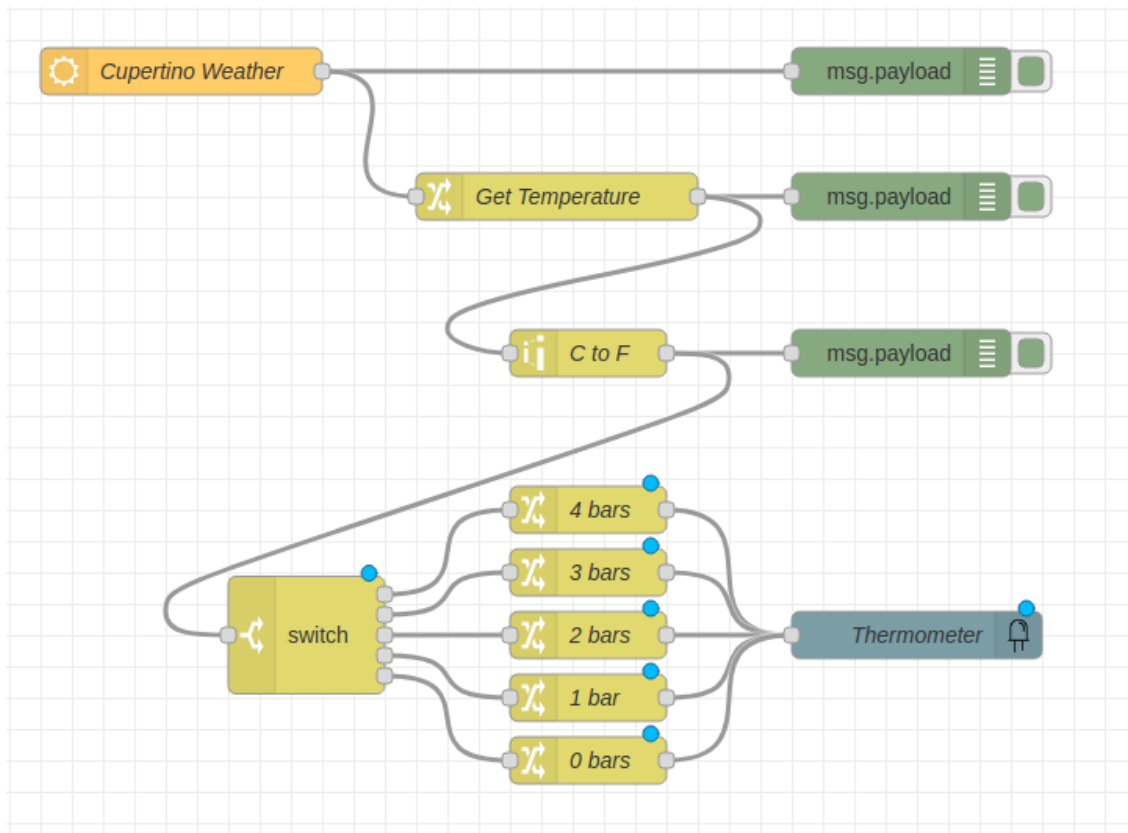 Cupertino Weather
msg.payload
Get Temperature
msg.payload
C to F
msg.payload
4 bars
3 bars
switch
2 bars
Thermometer
1 bar
0 bars